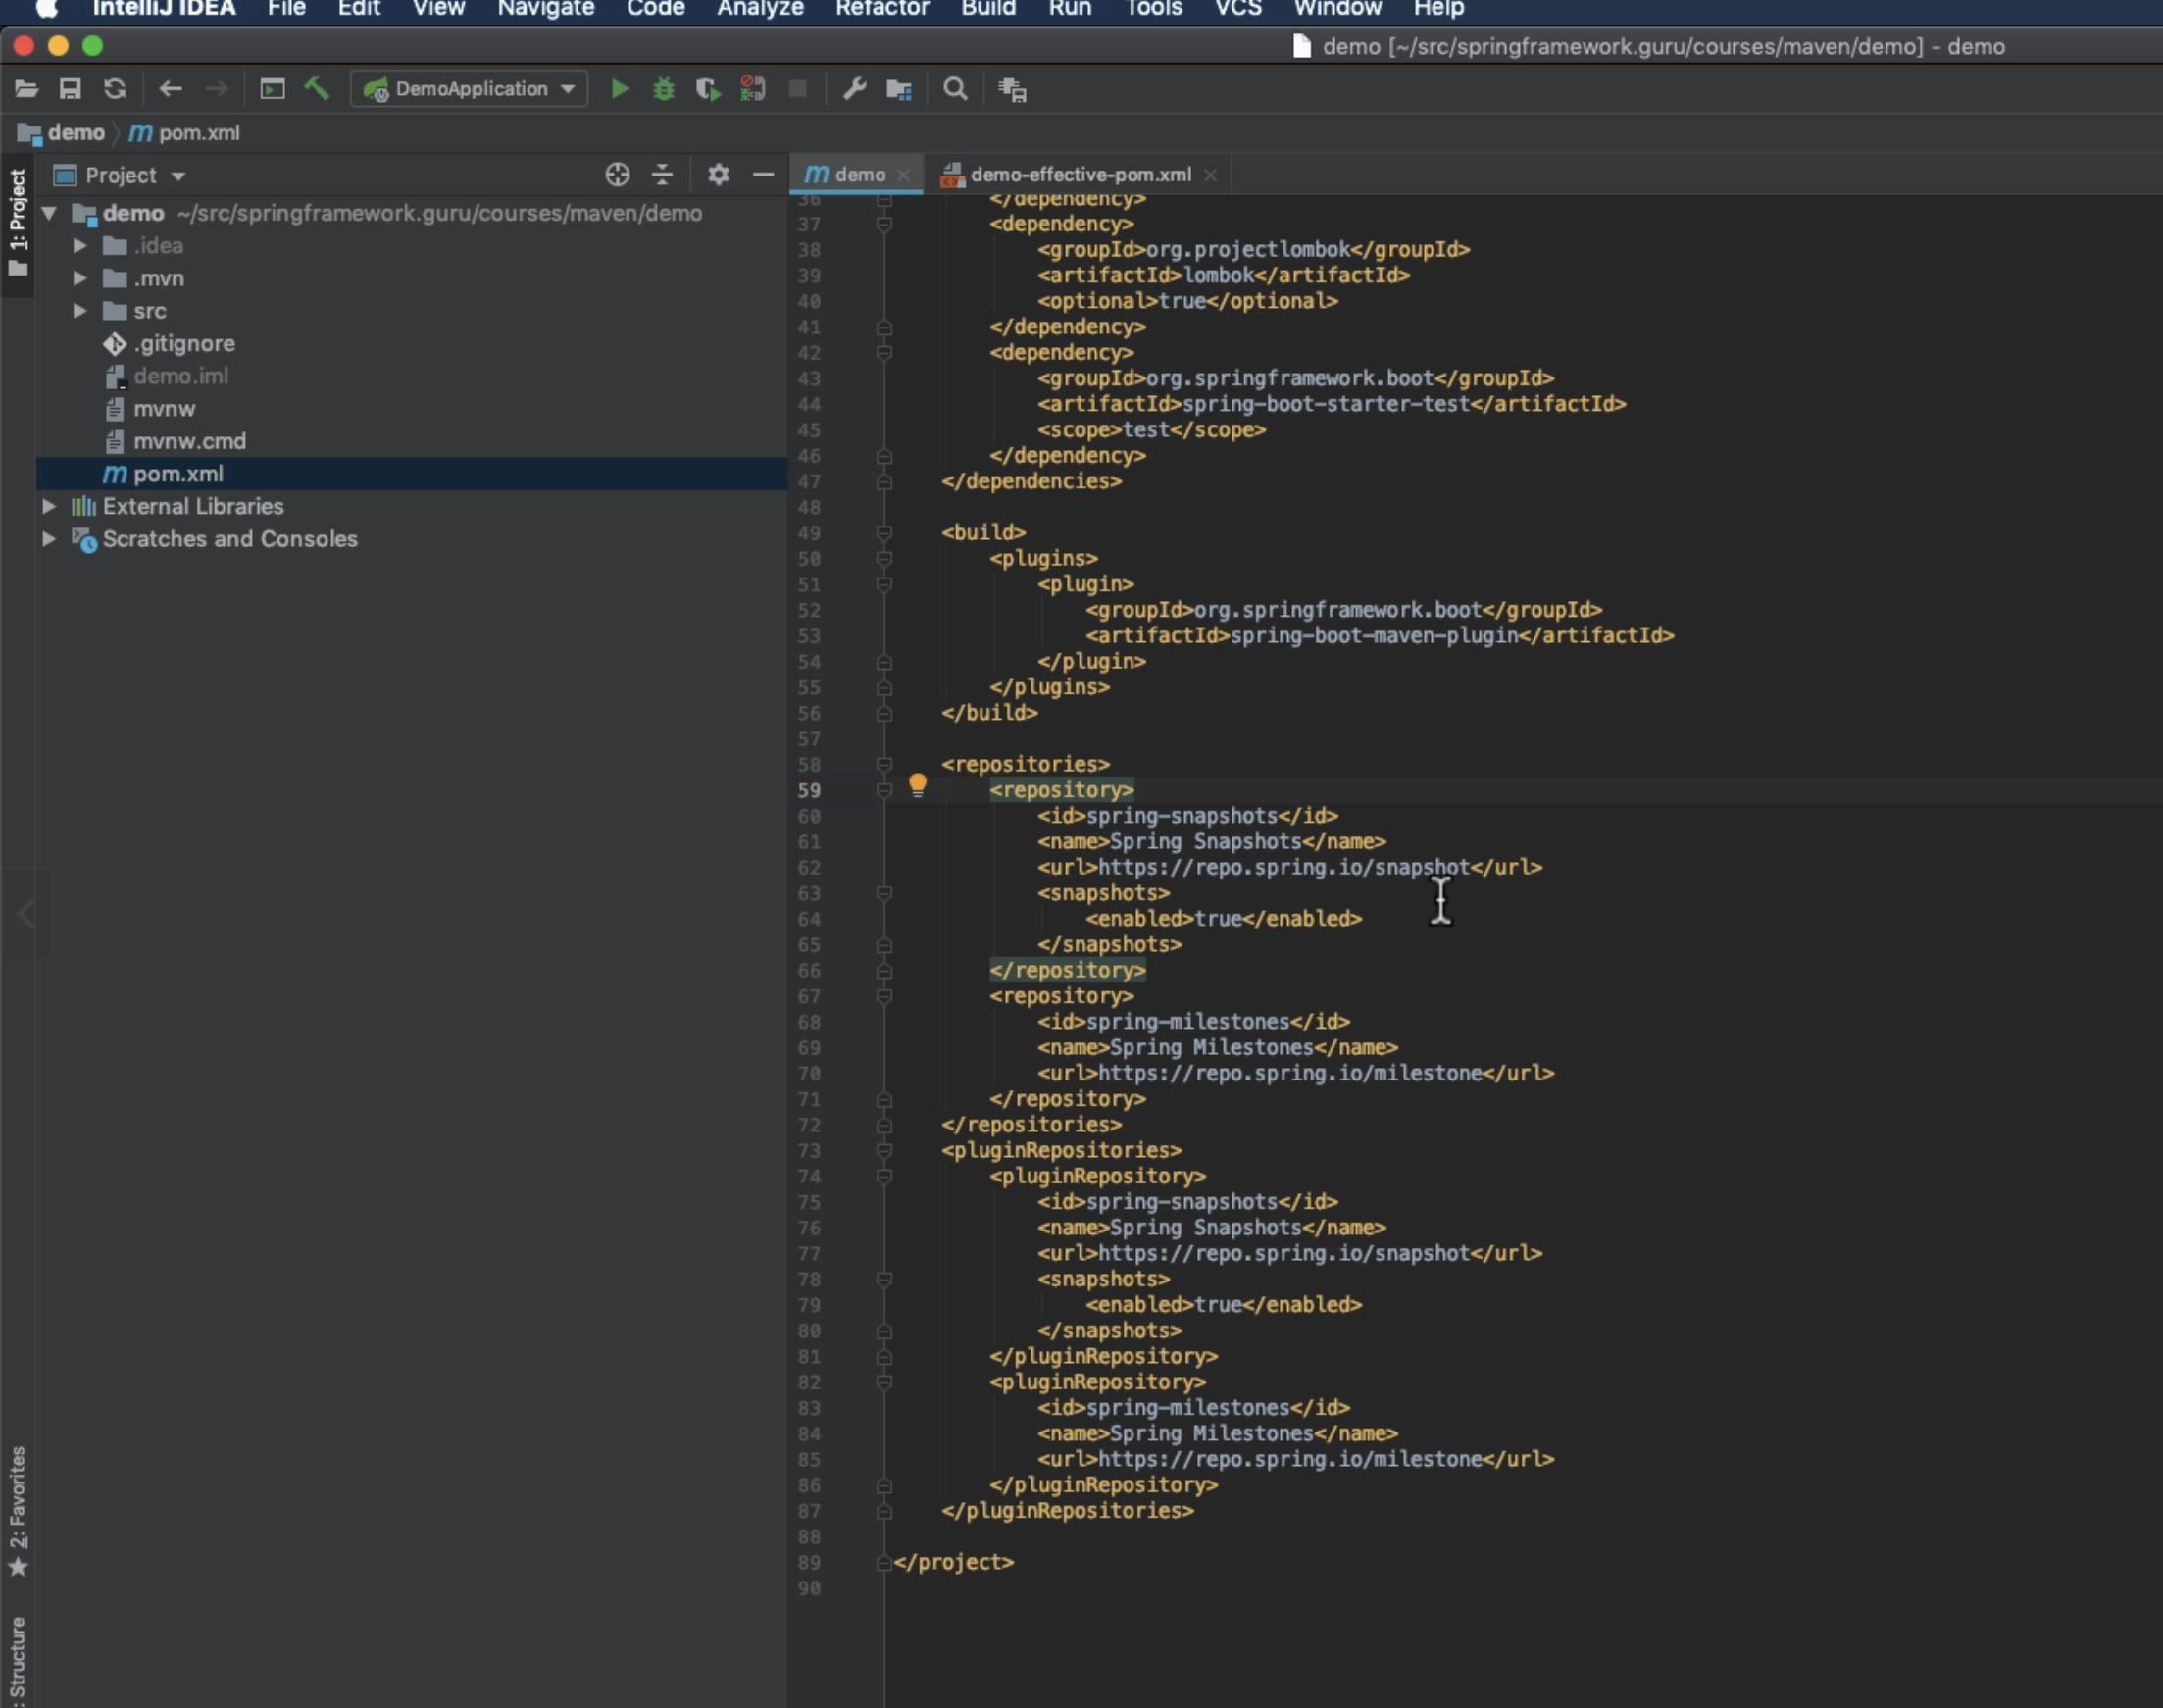 IntelliJ IDEA File Edit View Navigate Code Analyze Refactor Build Run Tools VCS Window Help
demo [~/src/springframework.guru/courses/maven/demo] - demo
DemoApplication
demo pom.xml
1: Project
Project
demo ~/src/springframework.guru/courses/maven/demo
.idea
.mvn
src
.gitignore
demo.iml
mvnw
mvnw.cmd
pom.xml
External Libraries
Scratches and Consoles
2: Favorites
: Structure
demo demo-effective-pom.xml
36 </dependency>
37 <dependency>
38 <groupId>org.projectlombok</groupId>
39 <artifactId>lombok</artifactId>
40 <optional>true</optional>
41 </dependency>
42 <dependency>
43 <groupId>org.springframework.boot</groupId>
44 <artifactId>spring-boot-starter-test</artifactId>
45 <scope>test</scope>
46 </dependency>
47 </dependencies>
48
49 <build>
50 <plugins>
51 <plugin>
52 <groupId>org.springframework.boot</groupId>
53 <artifactId>spring-boot-maven-plugin</artifactId>
54 </plugin>
55 </plugins>
56 </build>
57
58 <repositories>
59 <repository>
60 <id>spring-snapshots</id>
61 <name>Spring Snapshots</name>
62 <url>https://repo.spring.io/snapshot</url>
63 <snapshots>
64 <enabled>true</enabled>
65 </snapshots>
66 </repository>
67 <repository>
68 <id>spring-milestones</id>
69 <name>Spring Milestones</name>
70 <url>https://repo.spring.io/milestone</url>
71 </repository>
72 </repositories>
73 <pluginRepositories>
74 <pluginRepository>
75 <id>spring-snapshots</id>
76 <name>Spring Snapshots</name>
77 <url>https://repo.spring.io/snapshot</url>
78 <snapshots>
79 <enabled>true</enabled>
80 </snapshots>
81 </pluginRepository>
82 <pluginRepository>
83 <id>spring-milestones</id>
84 <name>Spring Milestones</name>
85 <url>https://repo.spring.io/milestone</url>
86 </pluginRepository>
87 </pluginRepositories>
88
89 </project>
90